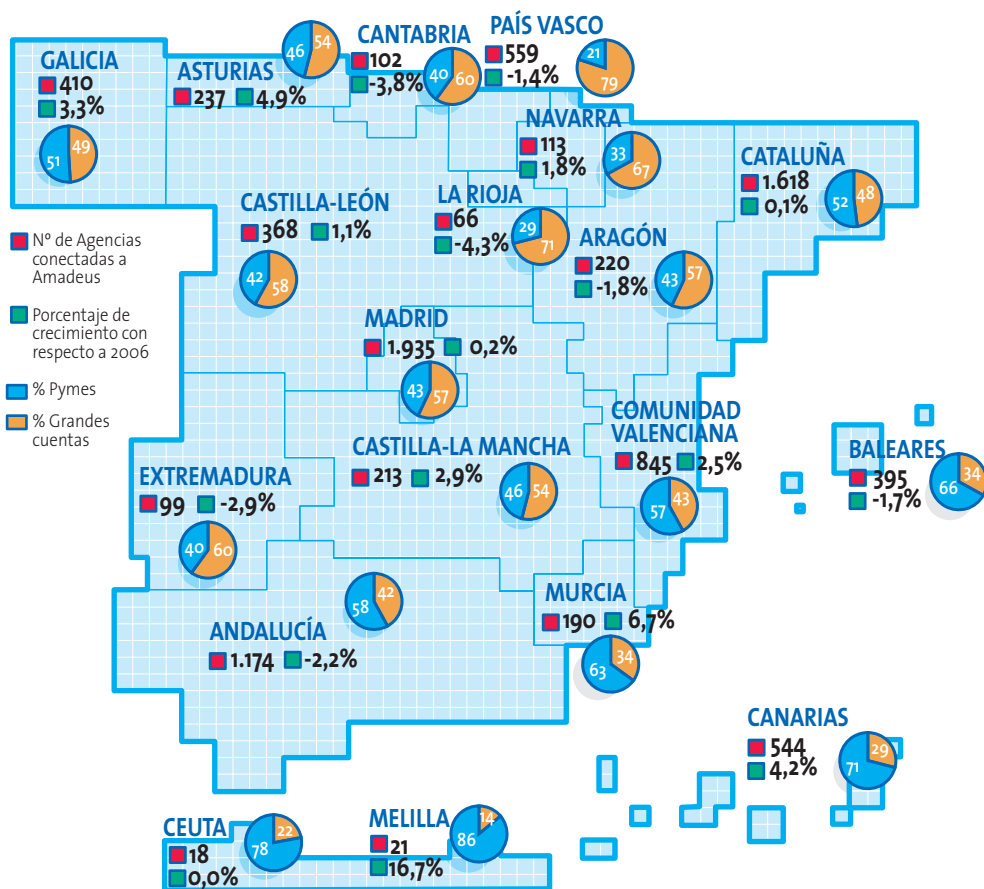 GALICIA
410
3,3%
51 49
ASTURIAS
237 4,9%
46 54
CANTABRIA
102
-3,8%
40 60
PAÍS VASCO
559
-1,4%
21
79
NAVARRA
113
1,8%
33
67
CATALUÑA
1.618
0,1%
52 48
CASTILLA-LEÓN
368 1,1%
42
58
LA RIOJA
66
-4,3%
29
71
ARAGÓN
220
-1,8%
43 57
Nº de Agencias
conectadas a
Amadeus
Porcentaje de
crecimiento con
respecto a 2006
% Pymes
% Grandes
cuentas
MADRID
1.935 0,2%
43 57
CASTILLA-LA MANCHA
213 2,9%
46 54
COMUNIDAD
VALENCIANA
845 2,5%
57 43
BALEARES
395
-1,7%
66 34
EXTREMADURA
99 -2,9%
40 60
ANDALUCÍA
1.174 -2,2%
58 42
MURCIA
190 6,7%
63 34
CANARIAS
544
4,2%
71 29
CEUTA
18
0,0%
78 22
MELILLA
21
16,7%
86 14